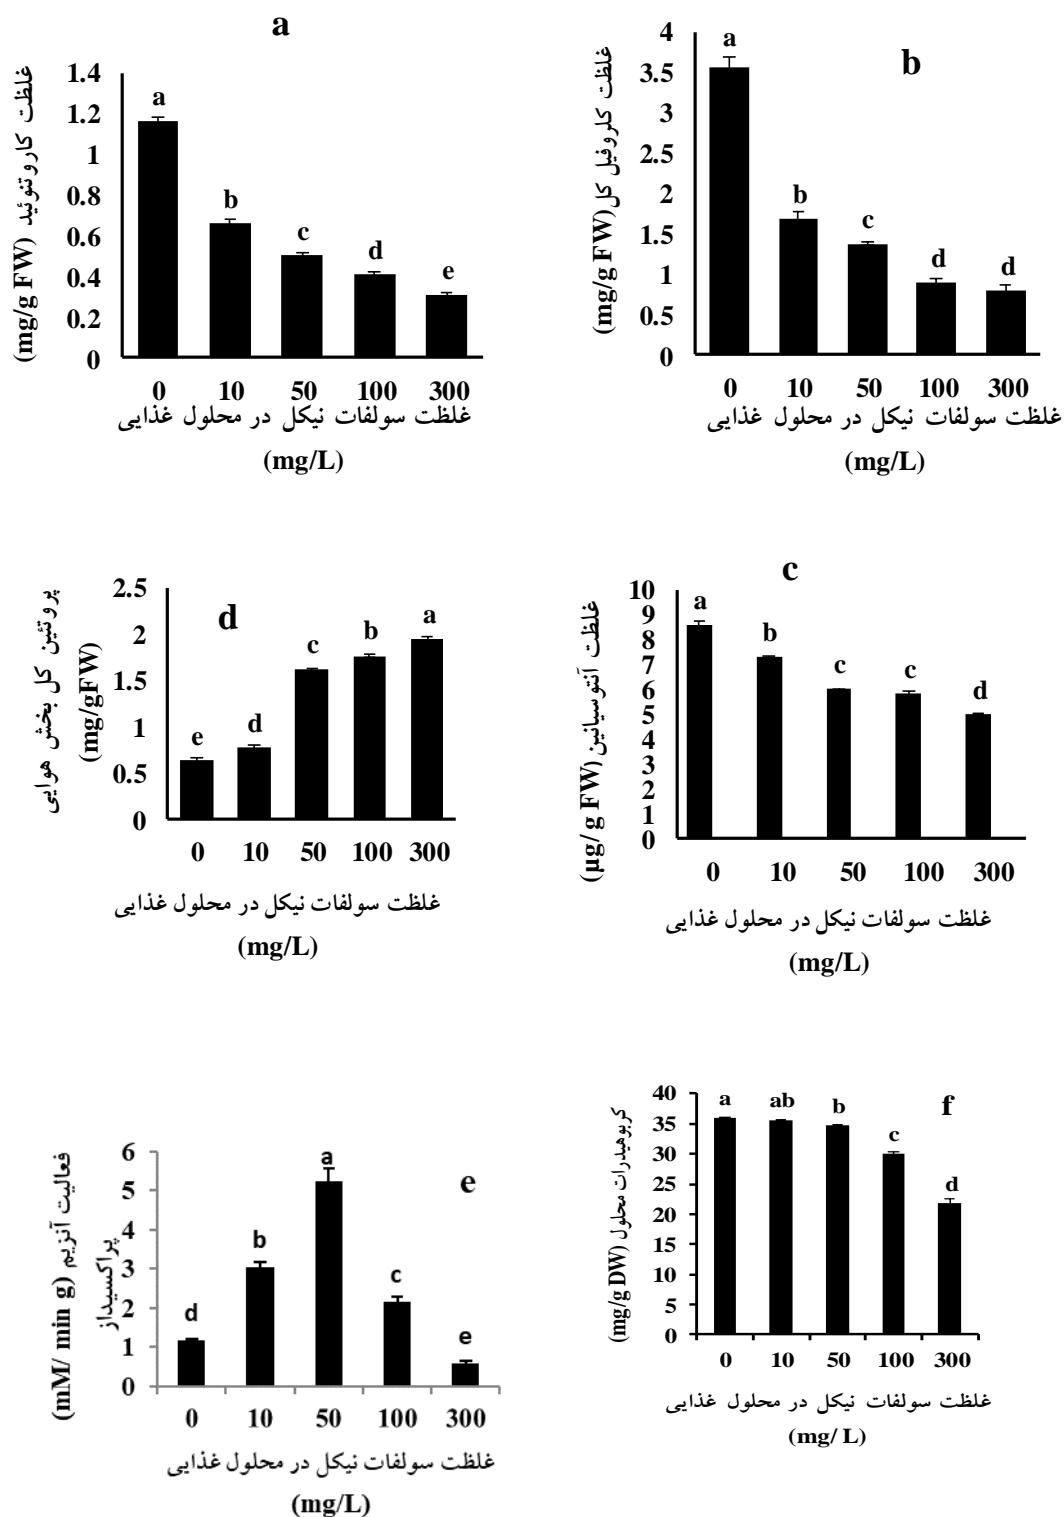 a
غلظت کاروتنوئید
(mg/g FW)
1.4
1.2
1
0.8
0.6
0.4
0.2
0
a
b
c
d
e
0 10 50 100 300
غلظت سولفات نیکل در محلول غذایی
(mg/L)
b
غلظت کلروفیل کل
(mg/g FW)
4
3.5
3
2.5
2
1.5
1
0.5
0
a
b
c
d
d
0 10 50 100 300
غلظت سولفات نیکل در محلول غذایی
(mg/L)
d
پروتئین کل بخش هوایی
(mg/gFW)
2.5
2
1.5
1
0.5
0
e
d
c
b
a
0 10 50 100 300
غلظت سولفات نیکل در محلول غذایی
(mg/L)
c
غلظت آنتوسیانین
(µg/ g FW)
10
9
8
7
6
5
4
3
2
1
0
a
b
c
c
d
0 10 50 100 300
غلظت سولفات نیکل در محلول غذایی
(mg/L)
e
فعالیت آنزیم
پراکسیداز
(mM/ min g)
6
5
4
3
2
1
0
d
b
a
c
e
0 10 50 100 300
غلظت سولفات نیکل در محلول غذایی
(mg/L)
f
کربوهیدرات محلول
(mg/g DW)
40
35
30
25
20
15
10
5
0
a
ab
b
c
d
0 10 50 100 300
غلظت سولفات نیکل در محلول غذایی
(mg/ L)